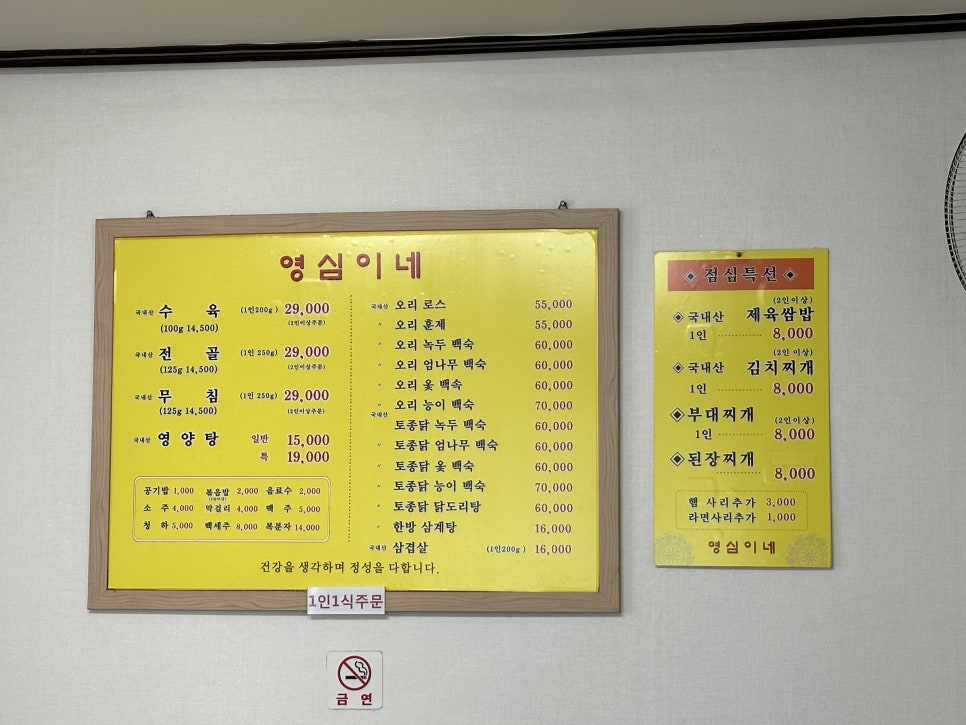 영심이네
국내산 수 육 (1인200g) 29,000
(100g 14,500) (2인이상주문)
국내산 전 골 (1인 250g) 29,000
(125g 14,500) (2인이상주문)
국내산 무 침 (1인 250g) 29,000
(125g 14,500) (2인이상주문)
국내산 영 양 탕 일반 15,000
특 19,000
공기밥 1,000 볶음밥 2,000 음료수 2,000
소 주 4,000 막걸리 4,000 맥 주 5,000
청 하 5,000 백세주 8,000 복분자 14,000
국내산 오리 로스 55,000
〃 오리 훈제 55,000
〃 오리 녹두 백숙 60,000
〃 오리 엄나무 백숙 60,000
〃 오리 옻 백속 60,000
〃 오리 능이 백숙 70,000
국내산 토종닭 녹두 백숙 60,000
〃 토종닭 엄나무 백숙 60,000
〃 토종닭 옻 백숙 60,000
〃 토종닭 능이 백숙 70,000
〃 토종닭 닭도리탕 60,000
〃 한방 삼계탕 16,000
국내산 삼겹살 (1인200g) 16,000
건강을 생각하며 정성을 다합니다.
1인1식주문
금 연
점심특선
(2인이상)
국내산 제육쌈밥
1인 8,000
(2인 이상)
국내산 김치찌개
1인 8,000
부대찌개 (2인이상)
1인 8,000
된장찌개
8,000
햄 사리추가 3,000
라면사리추가 1,000
영심이네